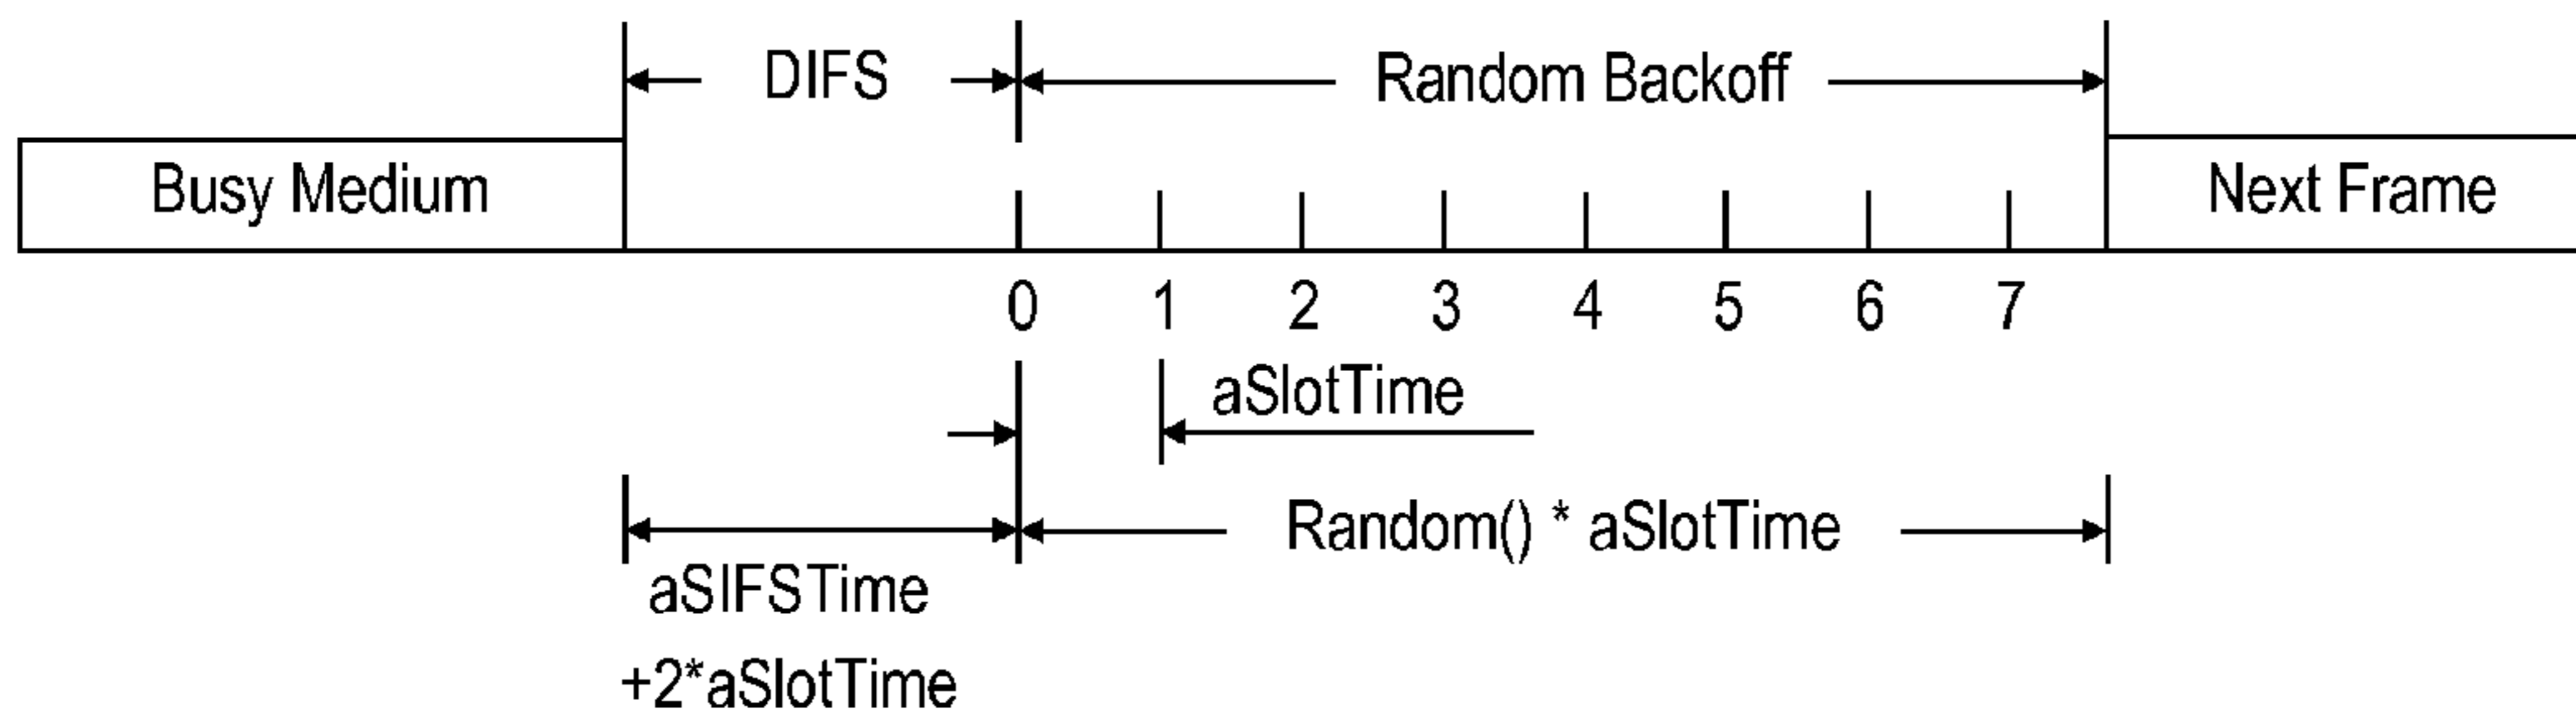 DIFS
Random Backoff
Busy Medium
Next Frame
0 1 2 3 4 5 6 7
aSlotTime
Random() * aSlotTime
aSIFSTime
+2*aSlotTime